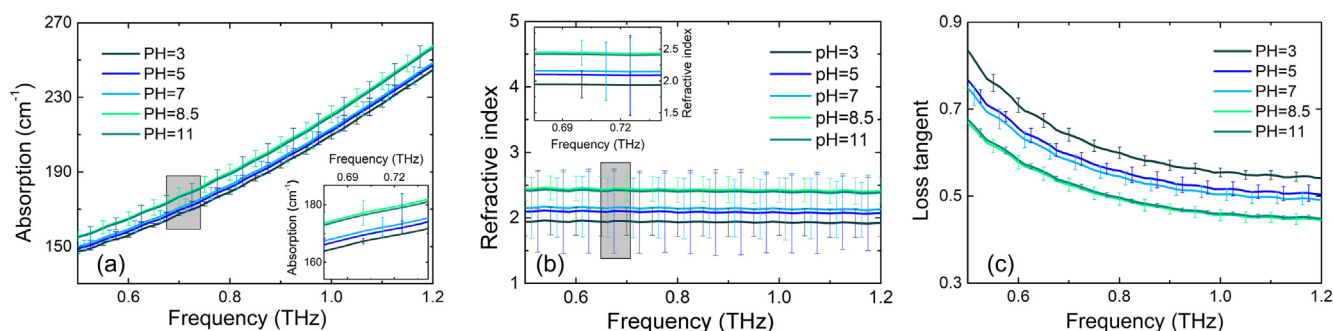 270
230
190
150
Absorption (cm⁻¹)
PH=3
PH=5
PH=7
PH=8.5
PH=11
(a)
Frequency (THz)
0.69 0.72
180
160
Absorption (cm⁻¹)
0.6 0.8 1.0 1.2
Frequency (THz)
5
4
3
2
1
Refractive index
2.5
2.0
1.5
Refractive index
0.69 0.72
Frequency (THz)
pH=3
pH=5
pH=7
pH=8.5
pH=11
(b)
0.6 0.8 1.0 1.2
Frequency (THz)
0.9
0.7
0.5
0.3
Loss tangent
PH=3
PH=5
PH=7
PH=8.5
PH=11
(c)
0.6 0.8 1.0 1.2
Frequency (THz)